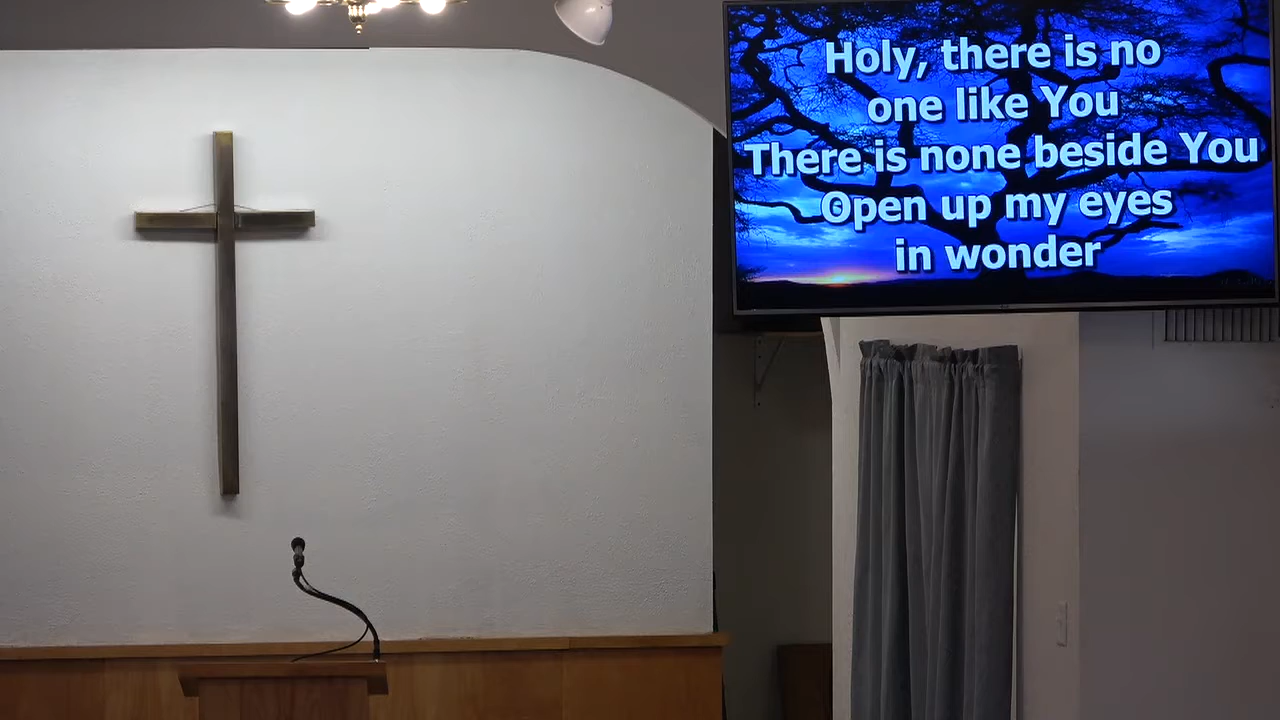 Holy, there is no
one like You
There is none beside You
Open up my eyes
in wonder